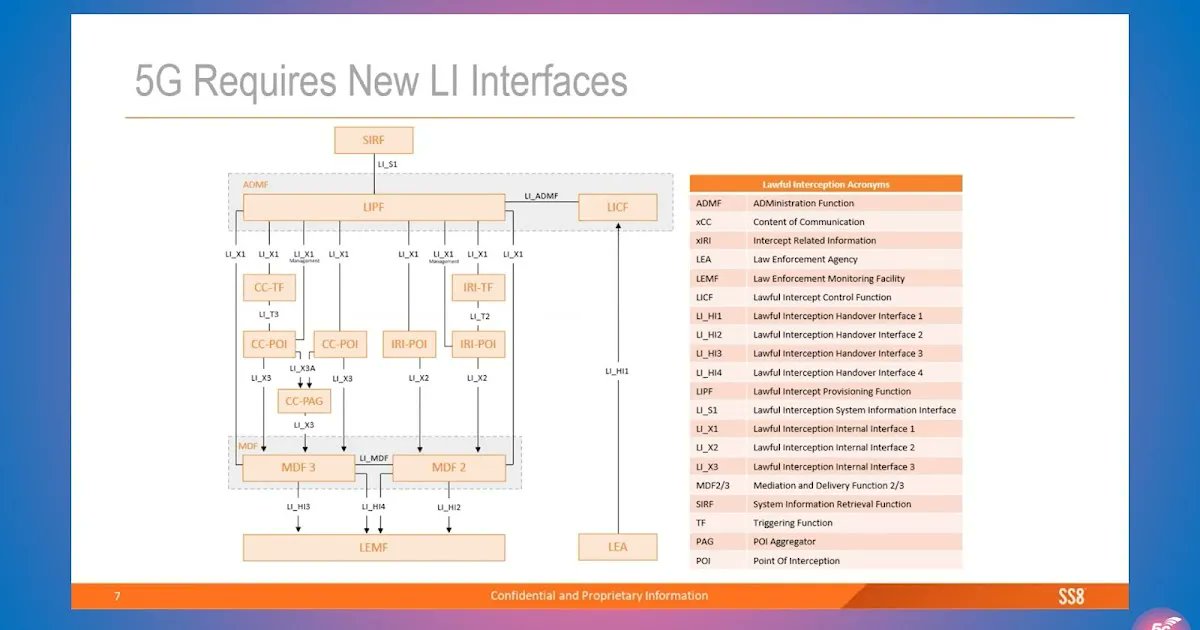 5G Requires New LI Interfaces
SIRF
LI_S1
ADMF
LIPF
LI_ADMF
LICF
LI_X1 LI_X1 LI_X1 LI_X1 LI_X1 LI_X1 LI_X1 LI_X1
Management Management
CC-TF IRI-TF
LI_T3 LI_T2
CC-POI CC-POI IRI-POI IRI-POI
LI_X3A
LI_X3 LI_X3 LI_X2 LI_X2
LI_HI1
CC-PAG
LI_X3
MDF
LI_MDF
MDF 3 MDF 2
LI_HI3 LI_HI4 LI_HI2
LEMF
LEA
Lawful Interception Acronyms
ADMF ADMinistration Function
xCC Content of Communication
xIRI Intercept Related Information
LEA Law Enforcement Agency
LEMF Law Enforcement Monitoring Facility
LICF Lawful Intercept Control Function
LI_HI1 Lawful Interception Handover Interface 1
LI_HI2 Lawful Interception Handover Interface 2
LI_HI3 Lawful Interception Handover Interface 3
LI_HI4 Lawful Interception Handover Interface 4
LIPF Lawful Intercept Provisioning Function
LI_S1 Lawful Interception System Information Interface
LI_X1 Lawful Interception Internal Interface 1
LI_X2 Lawful Interception Internal Interface 2
LI_X3 Lawful Interception Internal Interface 3
MDF2/3 Mediation and Delivery Function 2/3
SIRF System Information Retrieval Function
TF Triggering Function
PAG POI Aggregator
POI Point Of Interception
7
Confidential and Proprietary Information
SS8